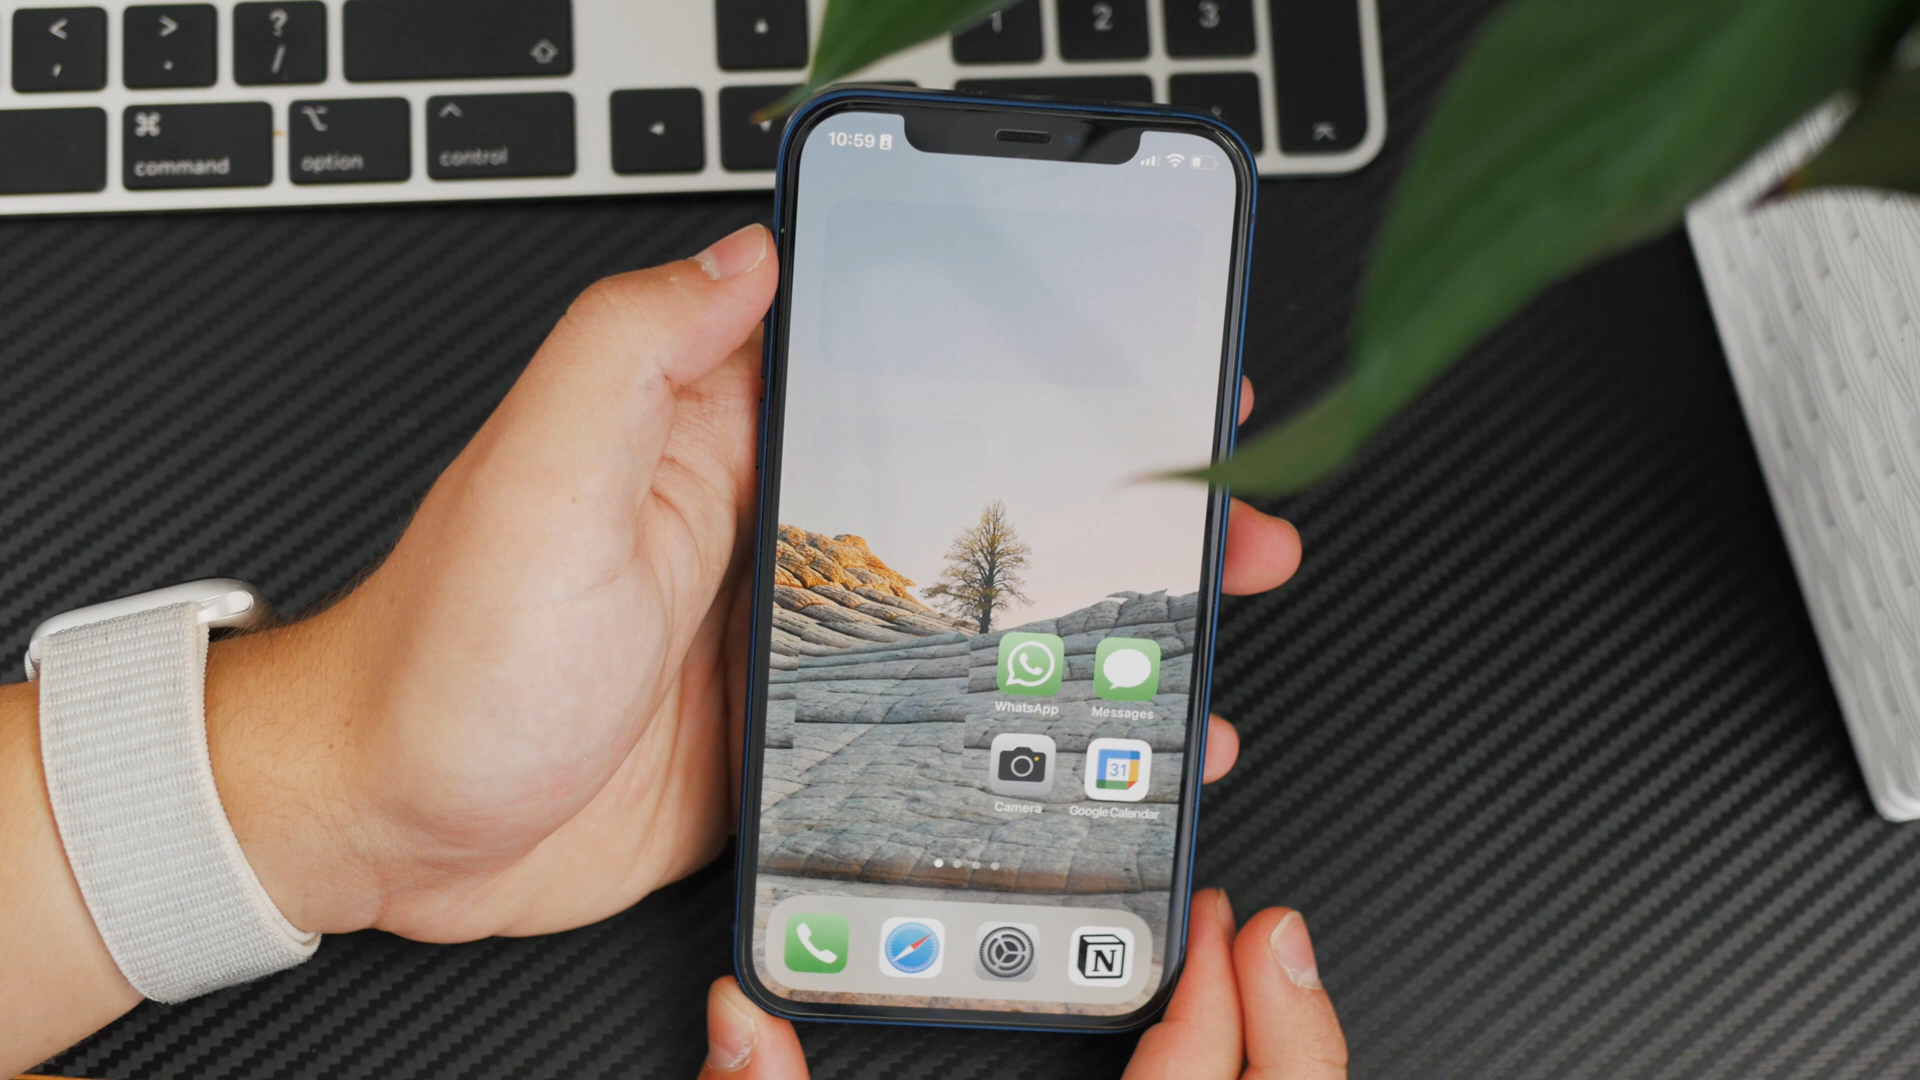 < > ?
, . /
1 2 3
command option control
10:59
WhatsApp Messages
31
Camera Google Calendar
N